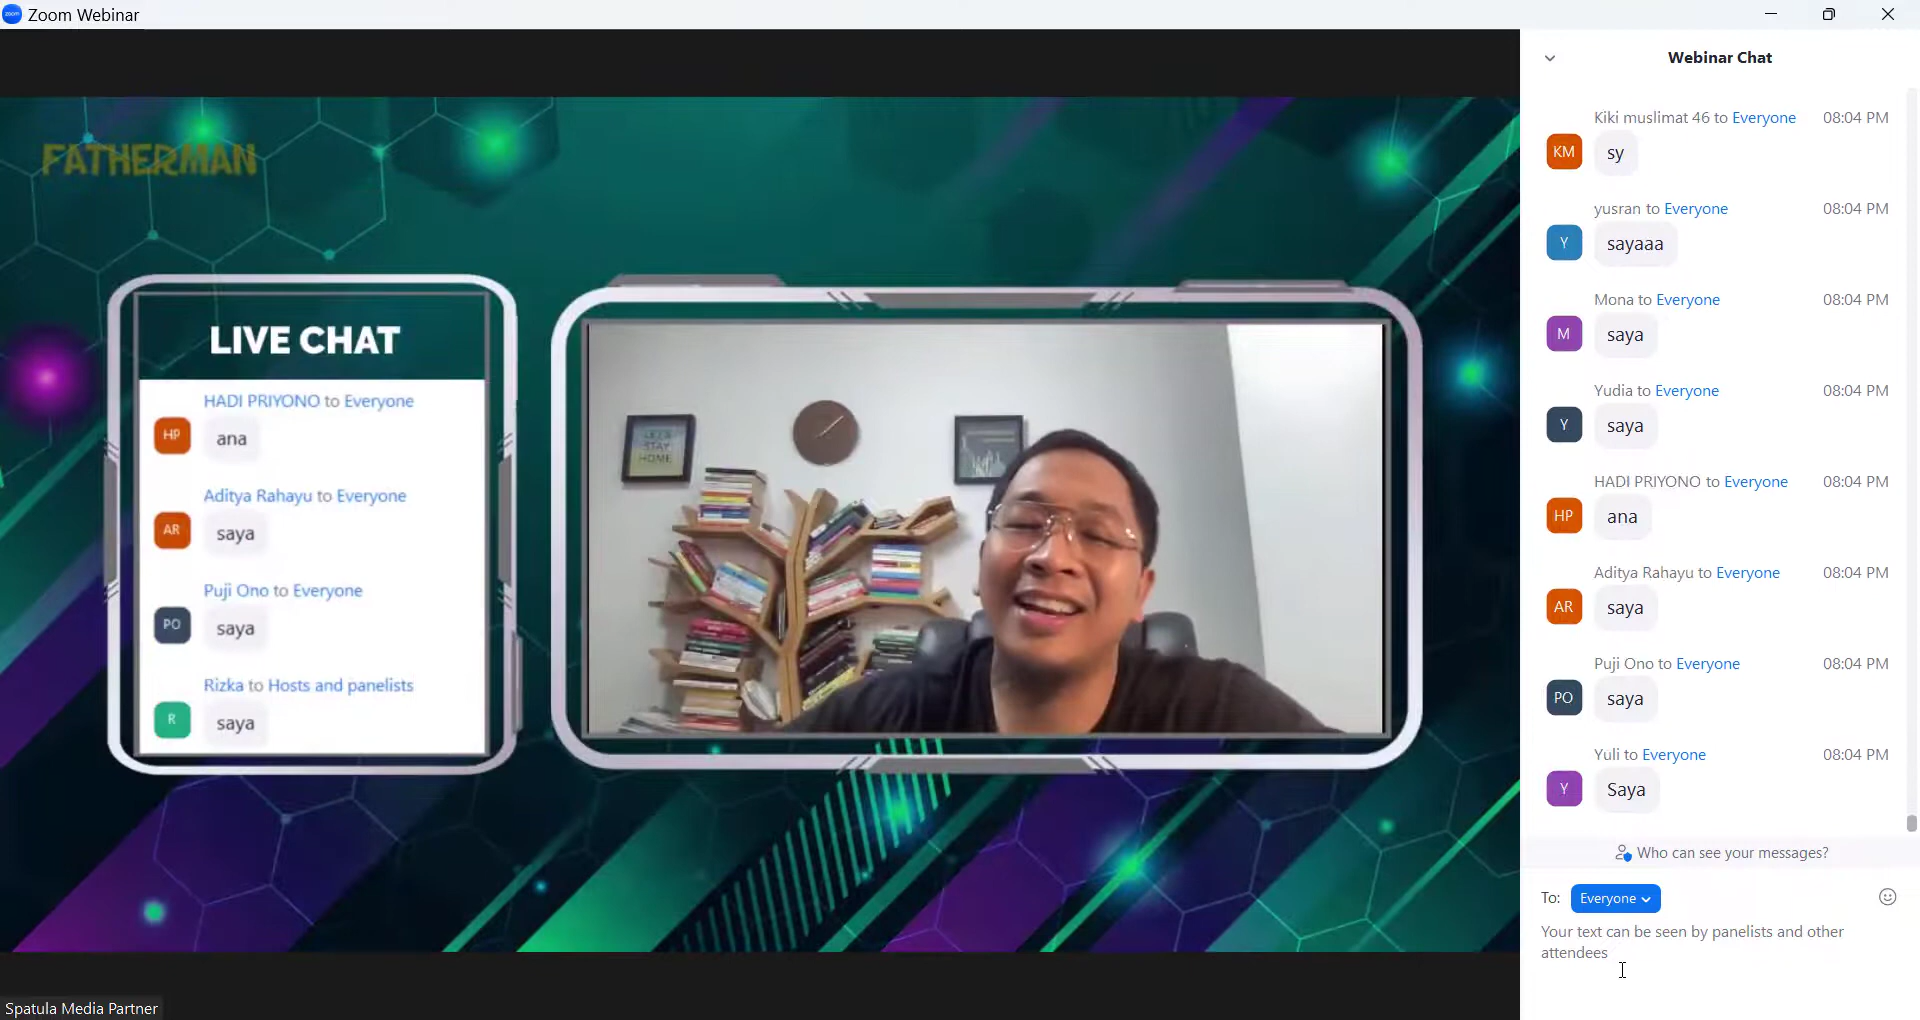 Zoom Webinar
FATHERMAN
LIVE CHAT
HADI PRIYONO to Everyone
HP
ana
Aditya Rahayu to Everyone
AR
saya
Puji Ono to Everyone
PO
saya
Rizka to Hosts and panelists
R
saya
LETS
STAY
HOME
Spatula Media Partner
Webinar Chat
Kiki muslimat 46 to Everyone 08:04 PM
KM
sy
yusran to Everyone 08:04 PM
Y
sayaaa
Mona to Everyone 08:04 PM
M
saya
Yudia to Everyone 08:04 PM
Y
saya
HADI PRIYONO to Everyone 08:04 PM
HP
ana
Aditya Rahayu to Everyone 08:04 PM
AR
saya
Puji Ono to Everyone 08:04 PM
PO
saya
Yuli to Everyone 08:04 PM
Y
Saya
Who can see your messages?
To: Everyone
Your text can be seen by panelists and other
attendees